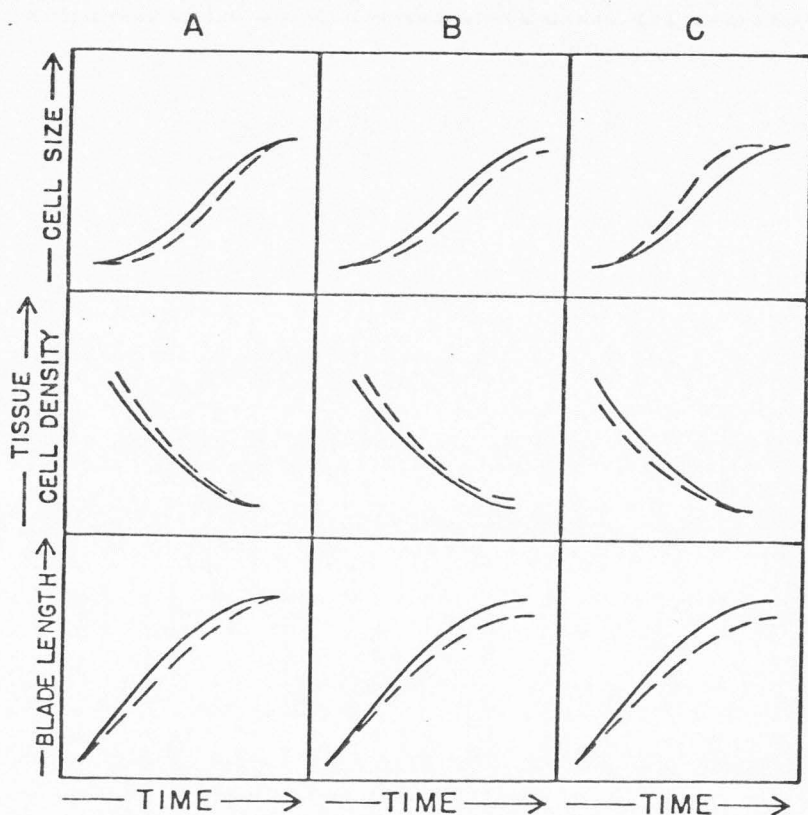 A B C
CELL SIZE
TISSUE
CELL DENSITY
BLADE LENGTH
TIME TIME TIME